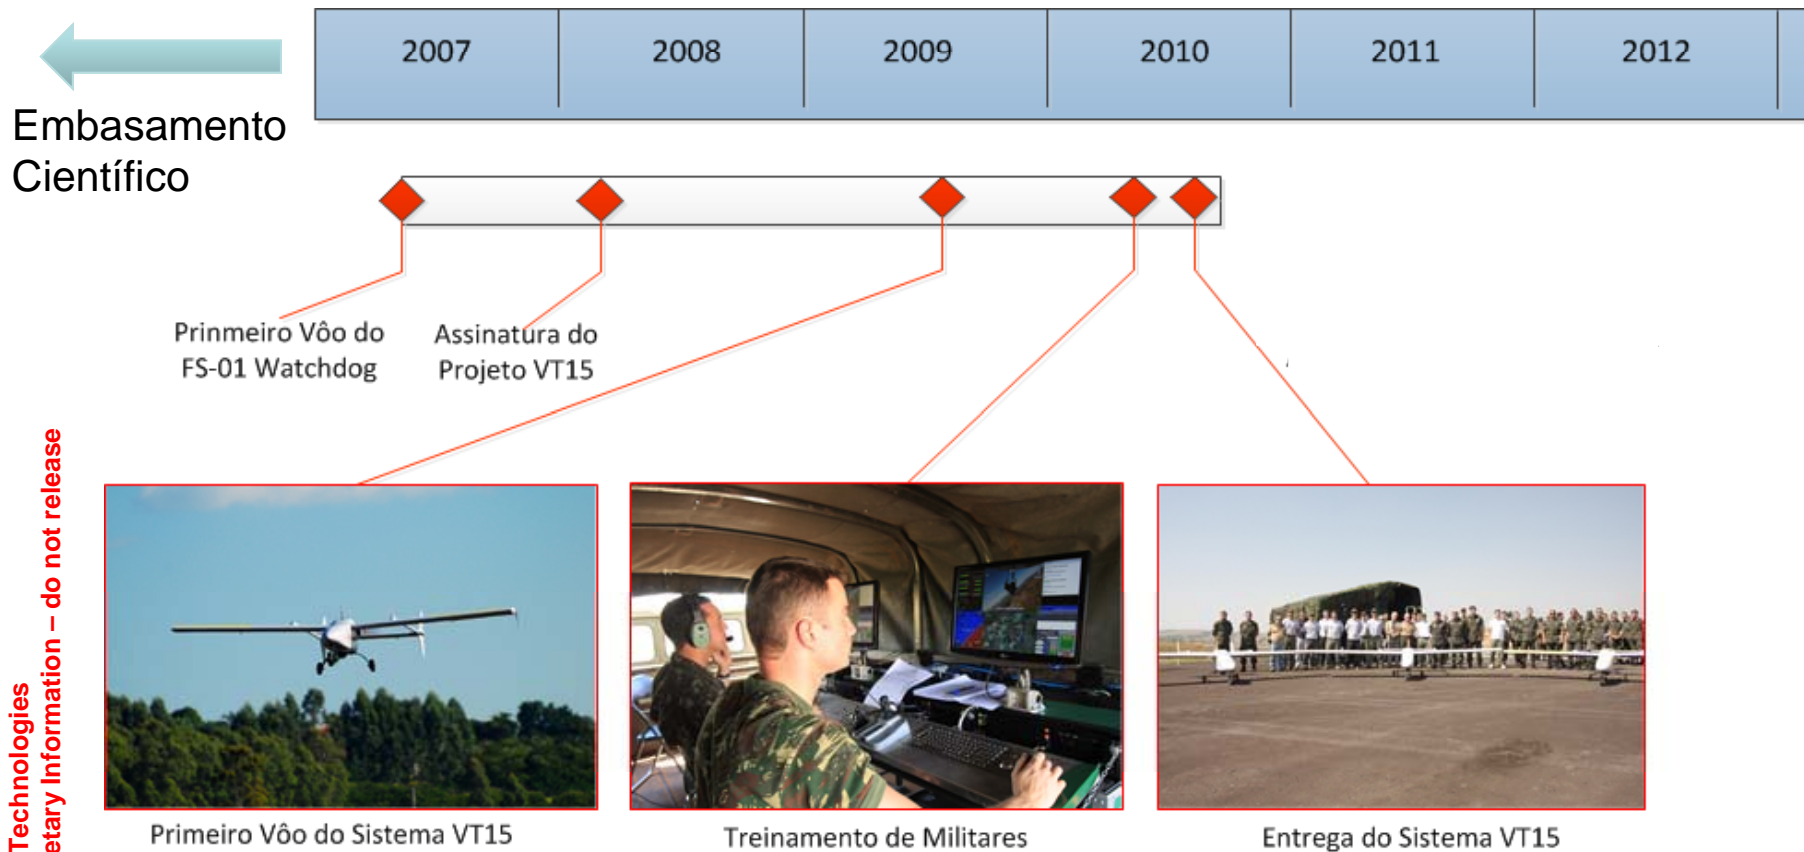 2007
2008
2009
2010
2011
2012
Embasamento
Científico
Prinmeiro Vôo do
FS-01 Watchdog
Assinatura do
Projeto VT15
Primeiro Vôo do Sistema VT15
Treinamento de Militares
Entrega do Sistema VT15
Technologies
Information – do not release